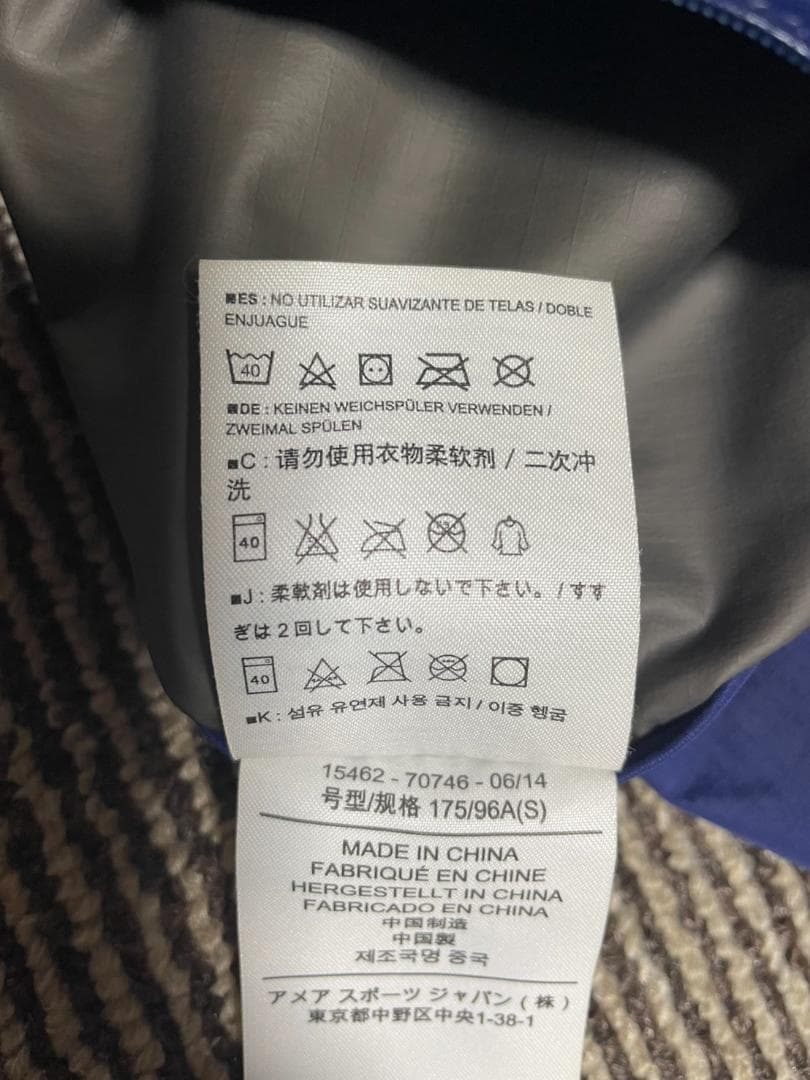 ■ES : NO UTILIZAR SUAVIZANTE DE TELAS / DOBLE
ENJUAGUE
40
■DE : KEINEN WEICHSPÜLER VERWENDEN /
ZWEIMAL SPÜLEN
■C : 请勿使用衣物柔软剂 / 二次冲
洗
40
■J : 柔軟剤は使用しないで下さい。/ すす
ぎは2回して下さい。
40
■K : 섬유 유연제 사용 금지 / 이중 헹굼
15462 - 70746 - 06/14
号型/规格 175/96A(S)
MADE IN CHINA
FABRIQUÉ EN CHINE
HERGESTELLT IN CHINA
FABRICADO EN CHINA
中国制造
中国製
제조국명 중국
アメア スポーツ ジャパン ( 株 )
東京都中野区中央1-38-1